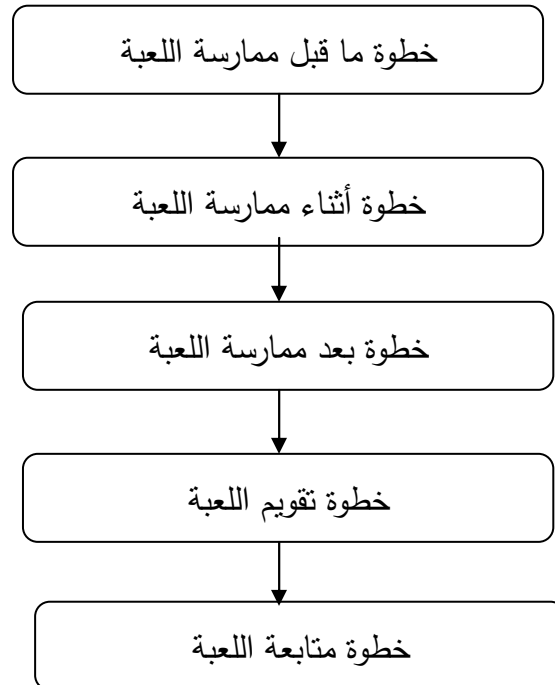 خطوة ما قبل ممارسة اللعبة
خطوة أثناء ممارسة اللعبة
خطوة بعد ممارسة اللعبة
خطوة تقويم اللعبة
خطوة متابعة اللعبة